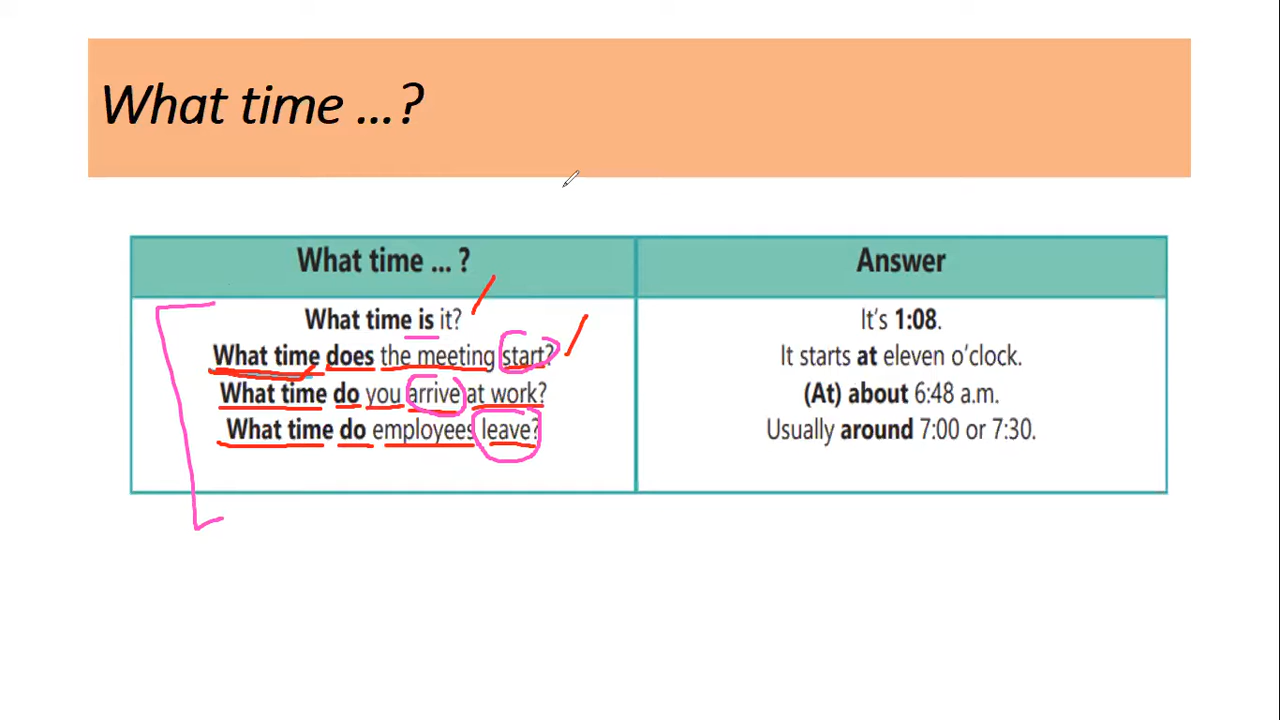 What time ...?
What time ... ?
Answer
What time is it?
It's 1:08.
What time does the meeting start?
It starts at eleven o'clock.
What time do you arrive at work?
(At) about 6:48 a.m.
What time do employees leave?
Usually around 7:00 or 7:30.